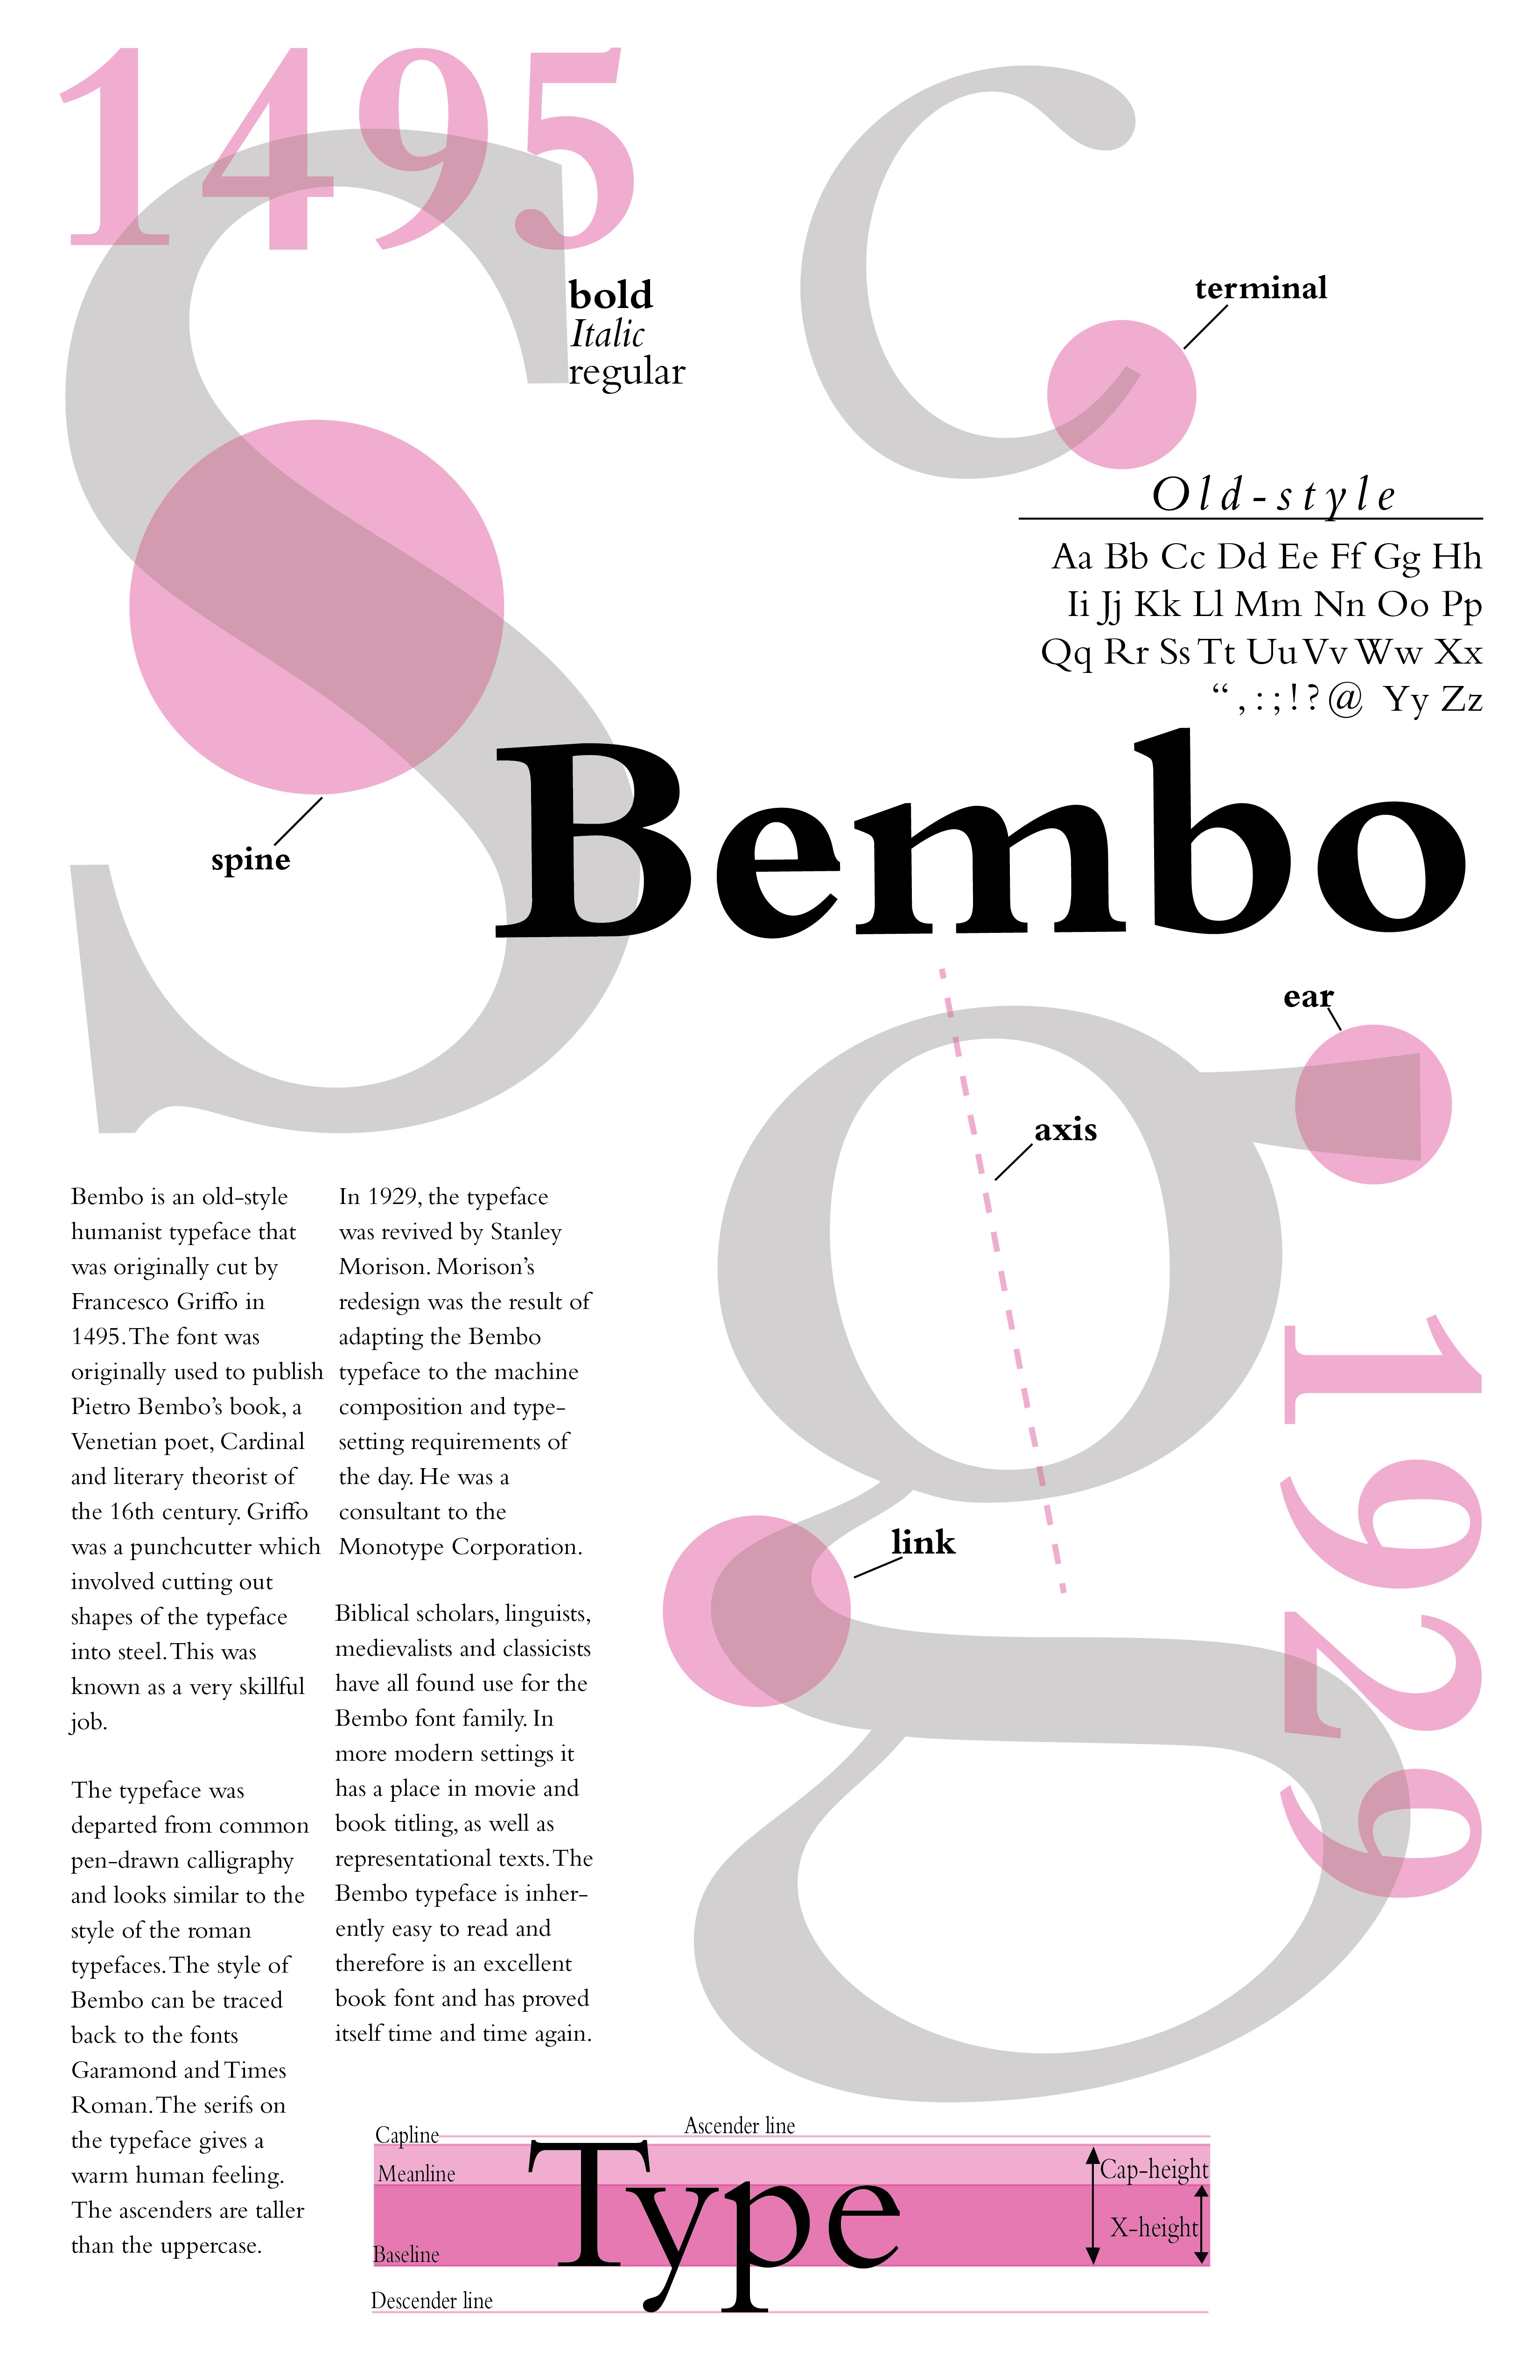 1495
S
c
bold
Italic
regular
terminal
Old-style
Aa Bb Cc Dd Ee Ff Gg Hh
Ii Jj Kk Ll Mm Nn Oo Pp
Qq Rr Ss Tt Uu Vv Ww Xx
“ , : ; ! ? @ Yy Zz
Bembo
spine
ear
axis
g
link
1929
Bembo is an old-style
humanist typeface that
was originally cut by
Francesco Griffo in
1495. The font was
originally used to publish
Pietro Bembo’s book, a
Venetian poet, Cardinal
and literary theorist of
the 16th century. Griffo
was a punchcutter which
involved cutting out
shapes of the typeface
into steel. This was
known as a very skillful
job.
The typeface was
departed from common
pen-drawn calligraphy
and looks similar to the
style of the roman
typefaces. The style of
Bembo can be traced
back to the fonts
Garamond and Times
Roman. The serifs on
the typeface gives a
warm human feeling.
The ascenders are taller
than the uppercase.
In 1929, the typeface
was revived by Stanley
Morison. Morison’s
redesign was the result of
adapting the Bembo
typeface to the machine
composition and type-
setting requirements of
the day. He was a
consultant to the
Monotype Corporation.
Biblical scholars, linguists,
medievalists and classicists
have all found use for the
Bembo font family. In
more modern settings it
has a place in movie and
book titling, as well as
representational texts. The
Bembo typeface is inher-
ently easy to read and
therefore is an excellent
book font and has proved
itself time and time again.
Capline
Ascender line
Meanline
Cap-height
Type
X-height
Baseline
Descender line